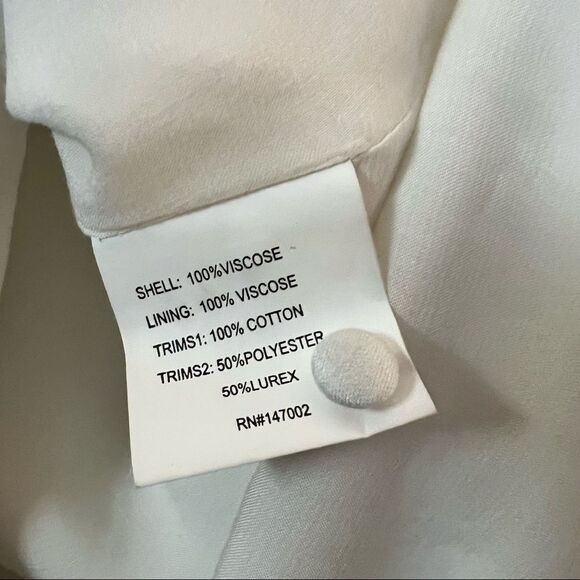 SHELL: 100%VISCOSE
LINING: 100% VISCOSE
TRIMS1: 100% COTTON
TRIMS2: 50%POLYESTER
50%LUREX
RN#147002